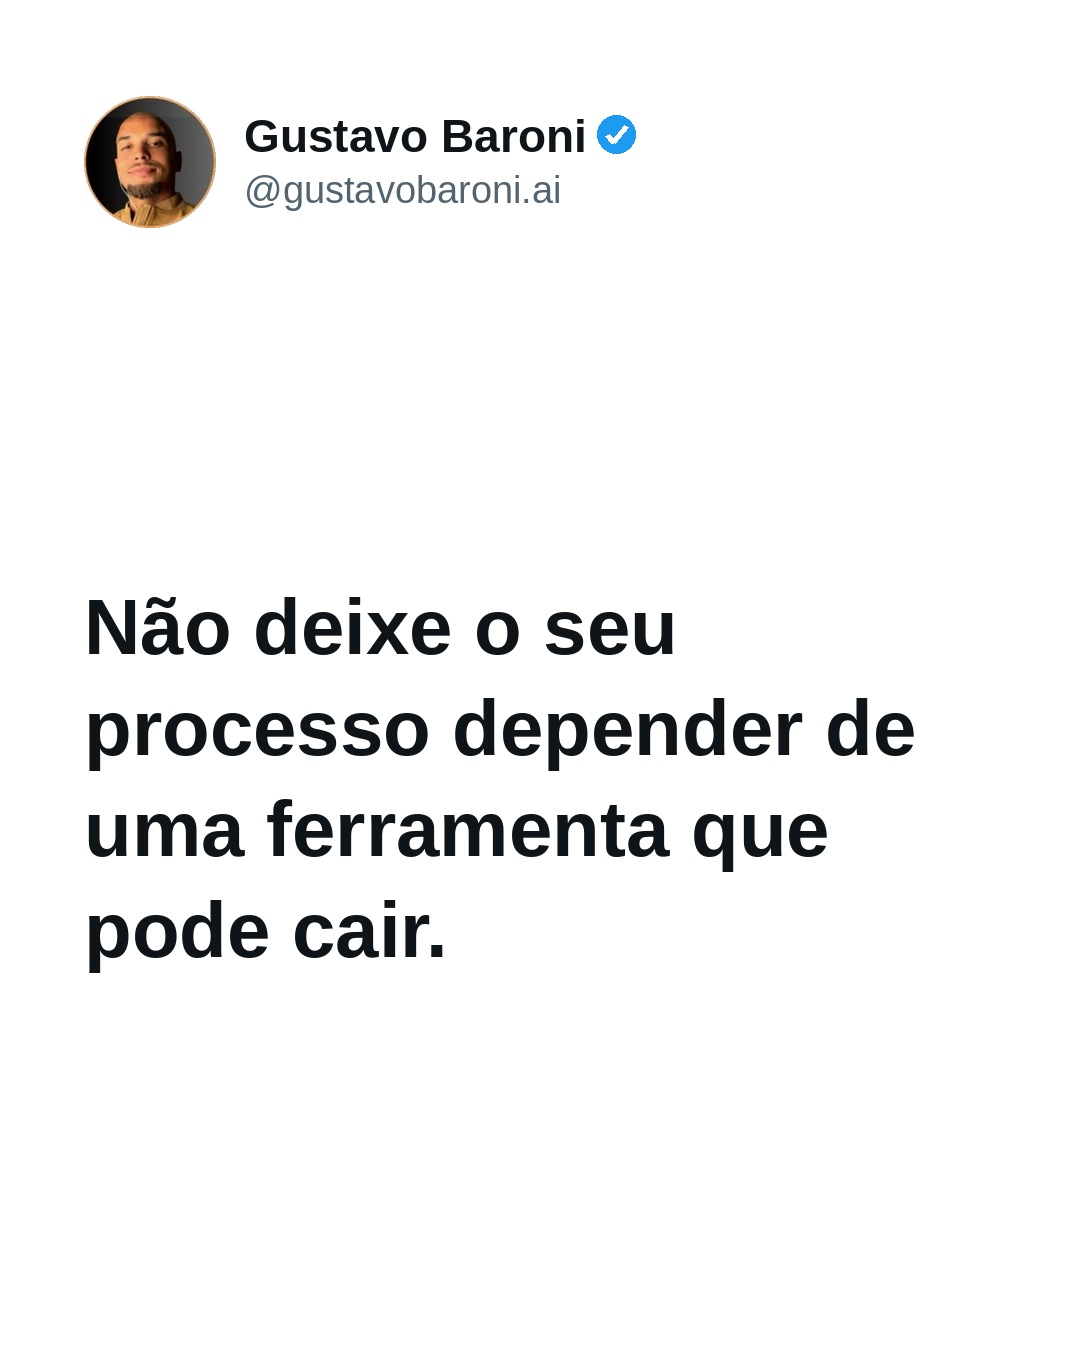 Gustavo Baroni
@gustavobaroni.ai
Não deixe o seu
processo depender de
uma ferramenta que
pode cair.